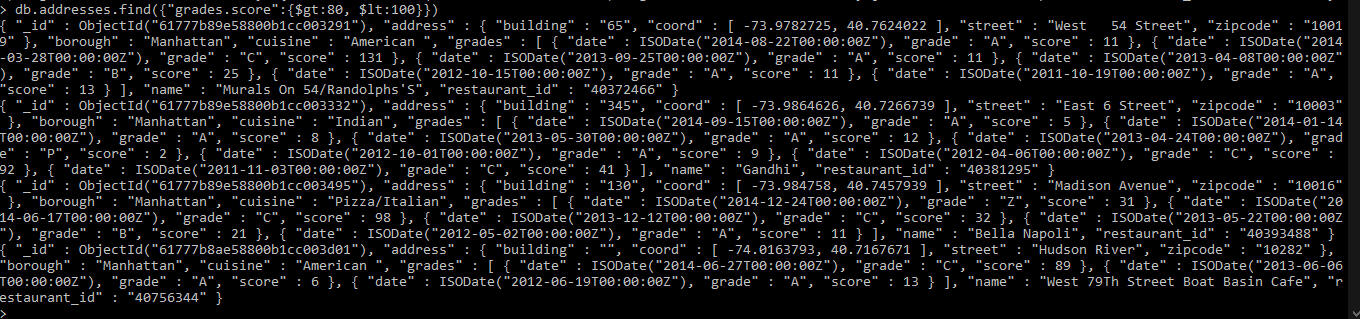 > db.addresses.find({"grades.score":{$gt:80, $lt:100}})
{ "_id" : ObjectId("61777b89e58800b1cc003291"), "address" : { "building" : "65", "coord" : [ -73.9782725, 40.7624022 ], "street" : "West   54 Street", "zipcode" : "1001
9" }, "borough" : "Manhattan", "cuisine" : "American ", "grades" : [ { "date" : ISODate("2014-08-22T00:00:00Z"), "grade" : "A", "score" : 11 }, { "date" : ISODate("2014
-03-28T00:00:00Z"), "grade" : "C", "score" : 131 }, { "date" : ISODate("2013-09-25T00:00:00Z"), "grade" : "A", "score" : 11 }, { "date" : ISODate("2013-04-08T00:00:00Z"
), "grade" : "B", "score" : 25 }, { "date" : ISODate("2012-10-15T00:00:00Z"), "grade" : "A", "score" : 11 }, { "date" : ISODate("2011-10-19T00:00:00Z"), "grade" : "A", 
"score" : 13 } ], "name" : "Murals On 54/Randolphs'S", "restaurant_id" : "40372466" }
{ "_id" : ObjectId("61777b89e58800b1cc003332"), "address" : { "building" : "345", "coord" : [ -73.9864626, 40.7266739 ], "street" : "East 6 Street", "zipcode" : "10003"
 }, "borough" : "Manhattan", "cuisine" : "Indian", "grades" : [ { "date" : ISODate("2014-09-15T00:00:00Z"), "grade" : "A", "score" : 5 }, { "date" : ISODate("2014-01-14
T00:00:00Z"), "grade" : "A", "score" : 8 }, { "date" : ISODate("2013-05-30T00:00:00Z"), "grade" : "A", "score" : 12 }, { "date" : ISODate("2013-04-24T00:00:00Z"), "grad
e" : "P", "score" : 2 }, { "date" : ISODate("2012-10-01T00:00:00Z"), "grade" : "A", "score" : 9 }, { "date" : ISODate("2012-04-06T00:00:00Z"), "grade" : "C", "score" : 
92 }, { "date" : ISODate("2011-11-03T00:00:00Z"), "grade" : "C", "score" : 41 } ], "name" : "Gandhi", "restaurant_id" : "40381295" }
{ "_id" : ObjectId("61777b89e58800b1cc003495"), "address" : { "building" : "130", "coord" : [ -73.984758, 40.7457939 ], "street" : "Madison Avenue", "zipcode" : "10016"
 }, "borough" : "Manhattan", "cuisine" : "Pizza/Italian", "grades" : [ { "date" : ISODate("2014-12-24T00:00:00Z"), "grade" : "Z", "score" : 31 }, { "date" : ISODate("20
14-06-17T00:00:00Z"), "grade" : "C", "score" : 98 }, { "date" : ISODate("2013-12-12T00:00:00Z"), "grade" : "C", "score" : 32 }, { "date" : ISODate("2013-05-22T00:00:00Z
"), "grade" : "B", "score" : 21 }, { "date" : ISODate("2012-05-02T00:00:00Z"), "grade" : "A", "score" : 11 } ], "name" : "Bella Napoli", "restaurant_id" : "40393488" }
{ "_id" : ObjectId("61777b8ae58800b1cc003d01"), "address" : { "building" : "", "coord" : [ -74.0163793, 40.7167671 ], "street" : "Hudson River", "zipcode" : "10282" }, 
"borough" : "Manhattan", "cuisine" : "American ", "grades" : [ { "date" : ISODate("2014-06-27T00:00:00Z"), "grade" : "C", "score" : 89 }, { "date" : ISODate("2013-06-06
T00:00:00Z"), "grade" : "A", "score" : 6 }, { "date" : ISODate("2012-06-19T00:00:00Z"), "grade" : "A", "score" : 13 } ], "name" : "West 79Th Street Boat Basin Cafe", "r
estaurant_id" : "40756344" }
>